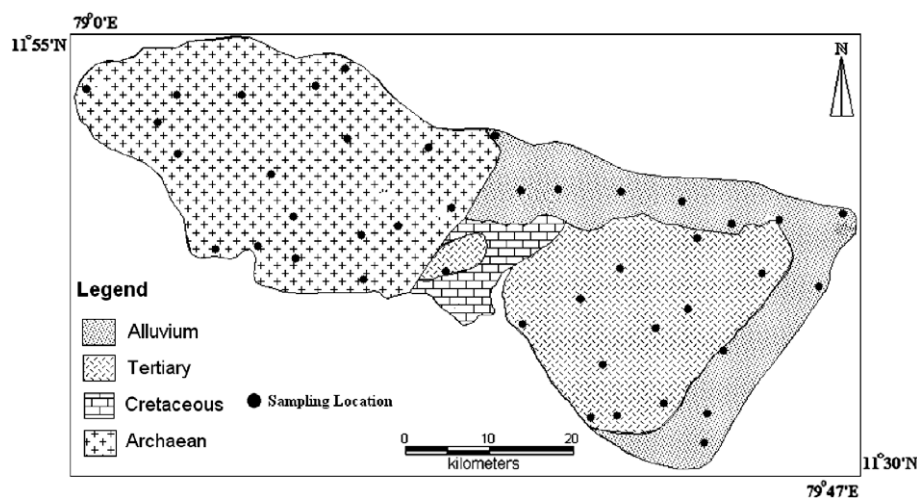 79°0'E
11°55'N
N
Legend
Alluvium
Tertiary
Cretaceous
Sampling Location
Archaean
0 10 20
kilometers
11°30'N
79°47'E